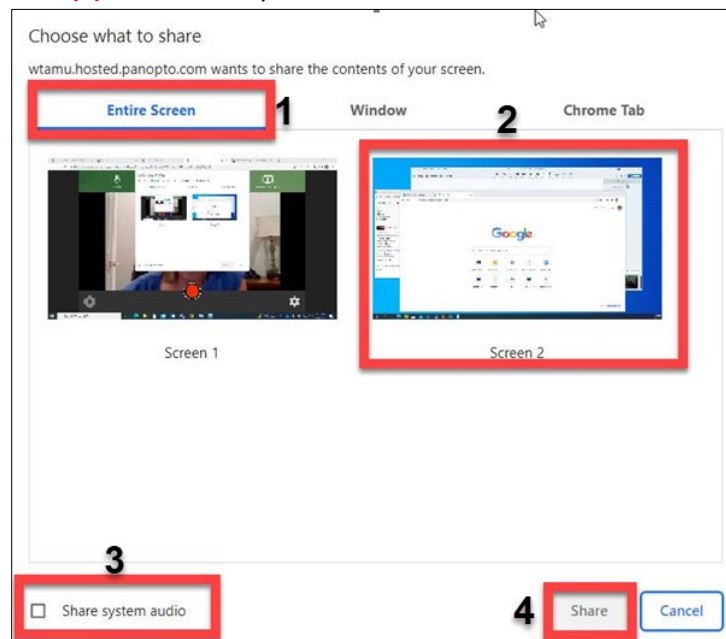 Choose what to share
wtamu.hosted.panopto.com wants to share the contents of your screen.
Entire Screen 1 Window Chrome Tab
2
Google
Screen 1 Screen 2
3
Share system audio 4 Share Cancel